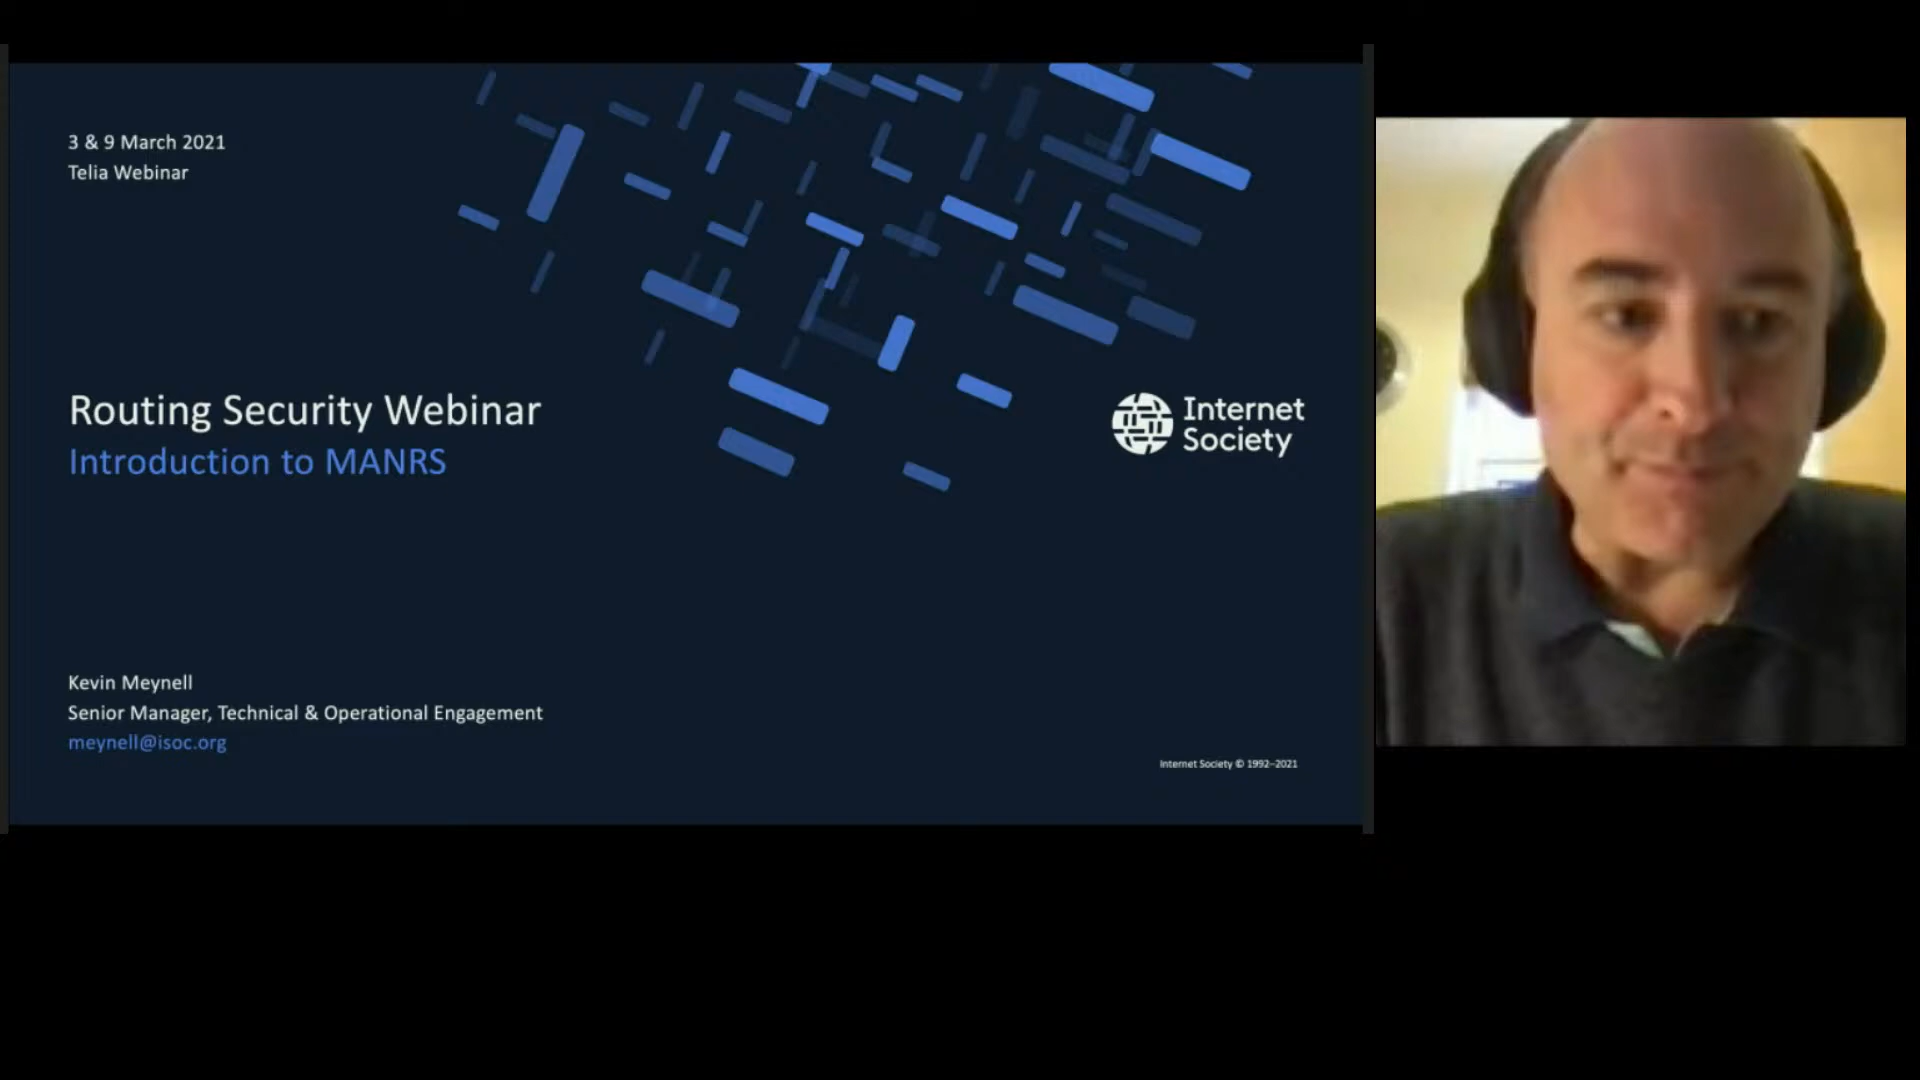 3 & 9 March 2021
Telia Webinar
Routing Security Webinar
Introduction to MANRS
Internet
Society
Kevin Meynell
Senior Manager, Technical & Operational Engagement
meynell@isoc.org
Internet Society © 1992–2021